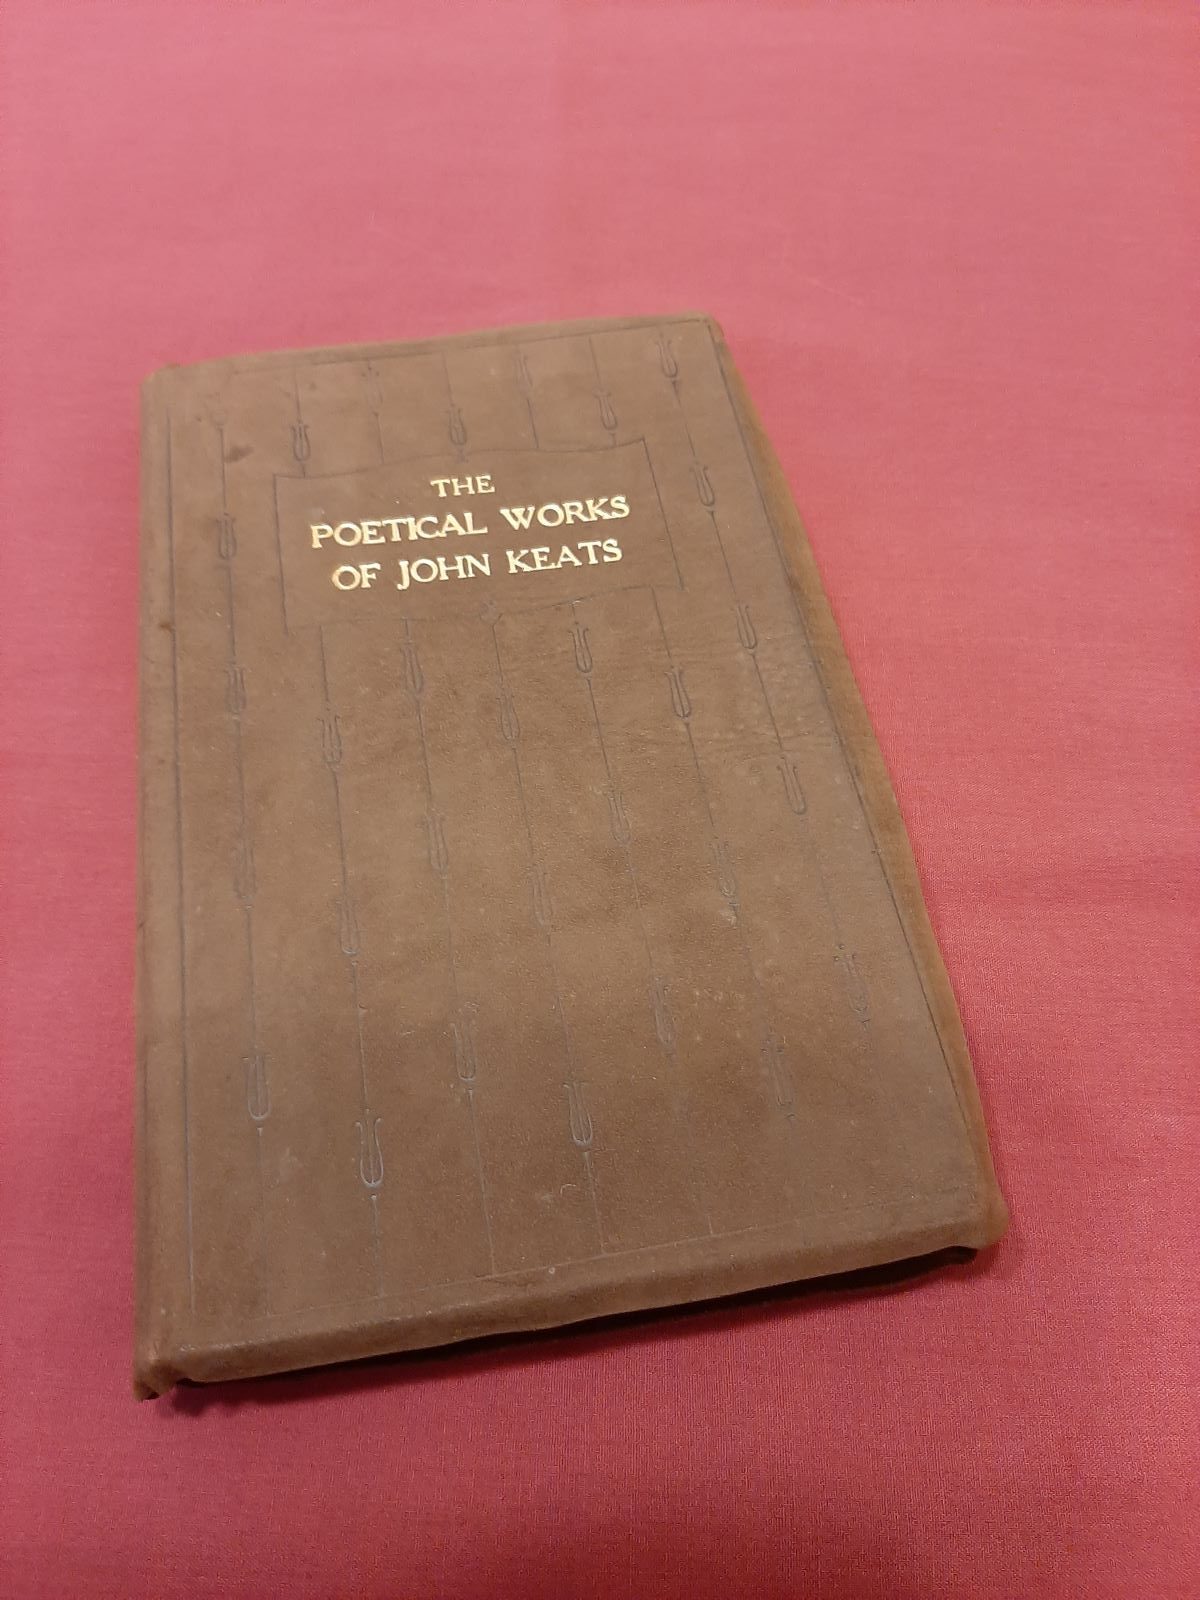 THE
POETICAL WORKS
OF JOHN KEATS